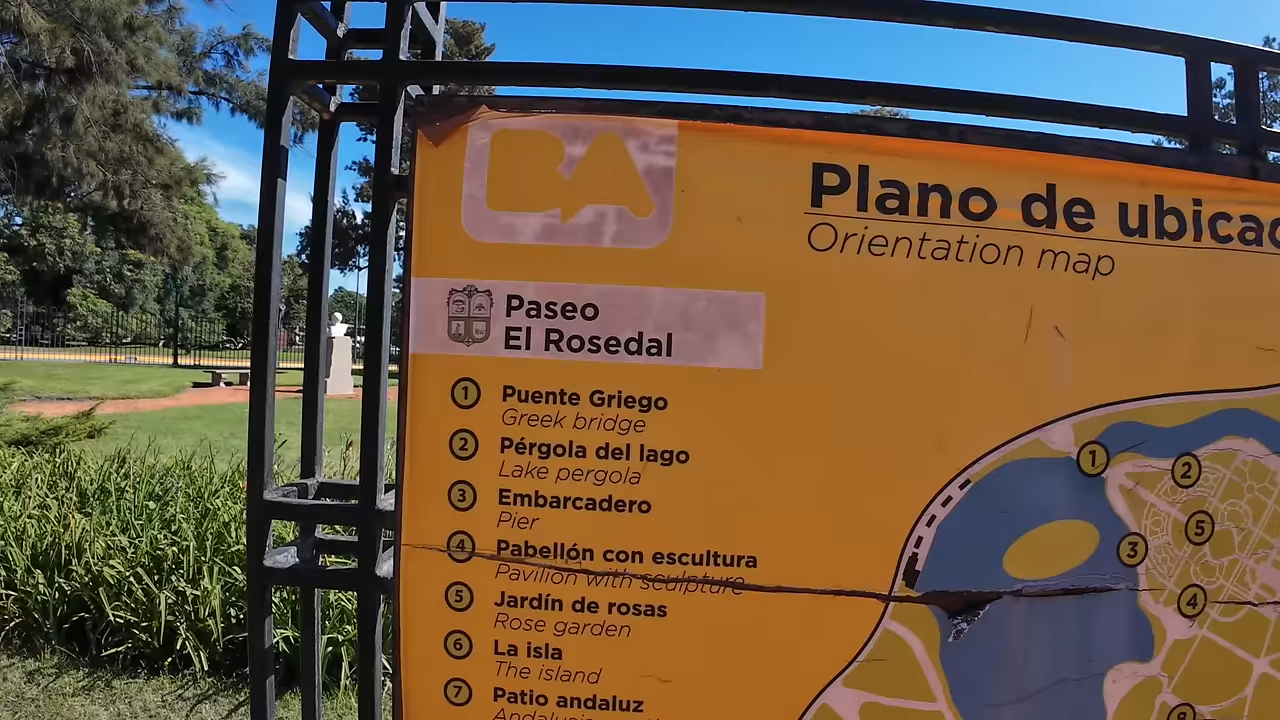 BA
Plano de ubicac
Orientation map
Paseo
El Rosedal
1 Puente Griego
Greek bridge
2 Pérgola del lago
Lake pergola
3 Embarcadero
Pier
4 Pabellón con escultura
Pavilion with sculpture
5 Jardín de rosas
Rose garden
6 La isla
The island
7 Patio andaluz
1
2
5
3
4
8